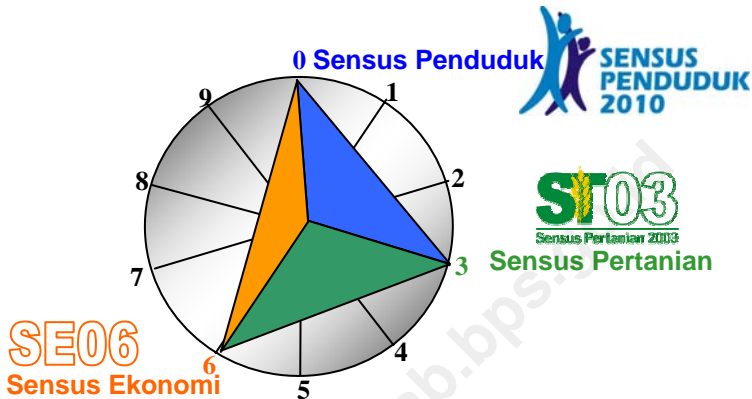 0 Sensus Penduduk
SENSUS
PENDUDUK
2010
9
1
8
2
ST03
Sensus Pertanian 2003
3
Sensus Pertanian
7
SE06
Sensus Ekonomi
6
4
5